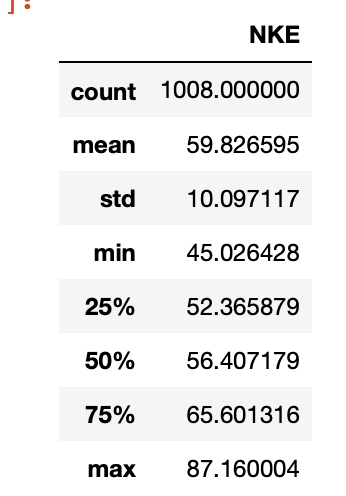 ]:
NKE
count 1008.000000
mean 59.826595
std 10.097117
min 45.026428
25% 52.365879
50% 56.407179
75% 65.601316
max 87.160004